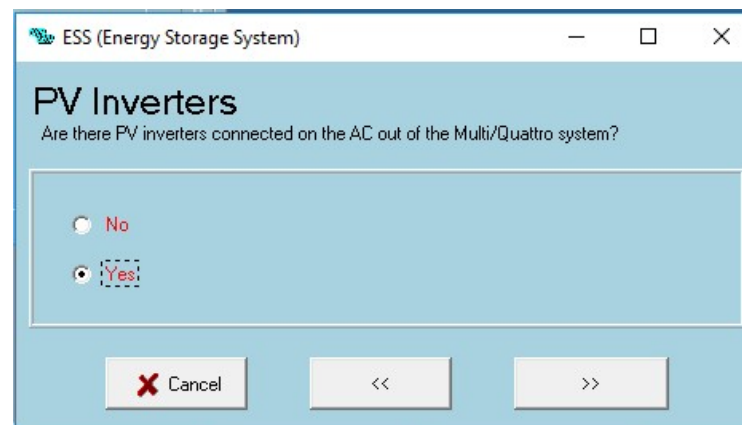 ESS (Energy Storage System)
PV Inverters
Are there PV inverters connected on the AC out of the Multi/Quattro system?
No
Yes
Cancel
<<
>>